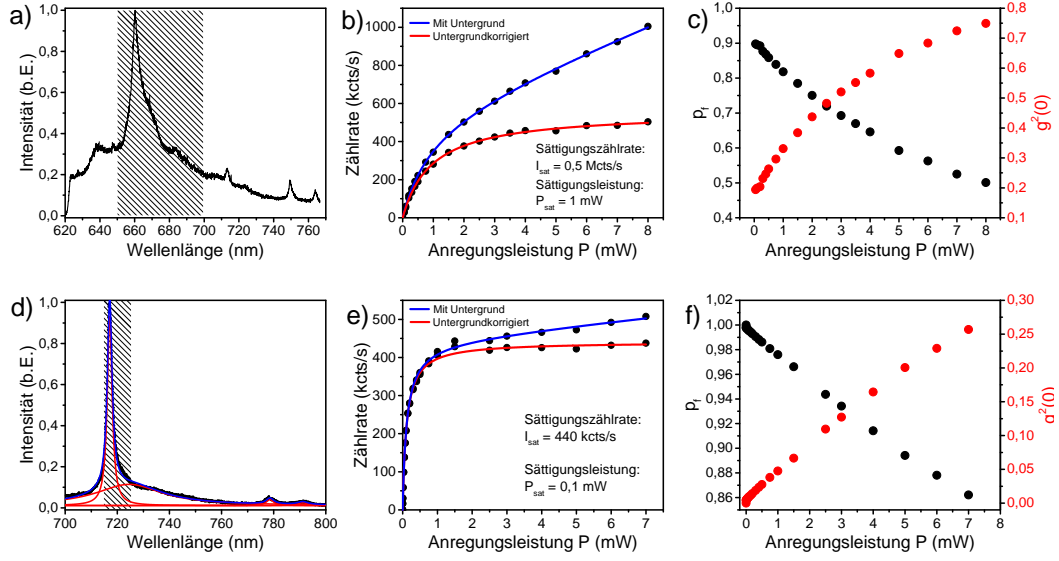 a)
Intensität (b.E.)
1,0
0,8
0,6
0,4
0,2
0,0
620 640 660 680 700 720 740 760
Wellenlänge (nm)
b)
Zählrate (kcts/s)
1000
800
600
400
200
0
Mit Untergrund
Untergrundkorrigiert
Sättigungszählrate:
I_sat = 0,5 Mcts/s
Sättigungsleistung:
P_sat = 1 mW
0 1 2 3 4 5 6 7 8
Anregungsleistung P (mW)
c)
p_f
1,0
0,9
0,8
0,7
0,6
0,5
0,4
0 1 2 3 4 5 6 7 8
Anregungsleistung P (mW)
0,8
0,7
0,6
0,5
0,4
0,3
0,2
0,1
g²(0)
d)
Intensität (b.E.)
1,0
0,8
0,6
0,4
0,2
0,0
700 720 740 760 780 800
Wellenlänge (nm)
e)
Zählrate (kcts/s)
500
400
300
200
100
0
Mit Untergrund
Untergrundkorrigiert
Sättigungszählrate:
I_sat = 440 kcts/s
Sättigungsleistung:
P_sat = 0,1 mW
0 1 2 3 4 5 6 7
Anregungsleistung P (mW)
f)
p_f
1,02
1,00
0,98
0,96
0,94
0,92
0,90
0,88
0,86
0 1 2 3 4 5 6 7 8
Anregungsleistung P (mW)
0,30
0,25
0,20
0,15
0,10
0,05
0,00
g²(0)